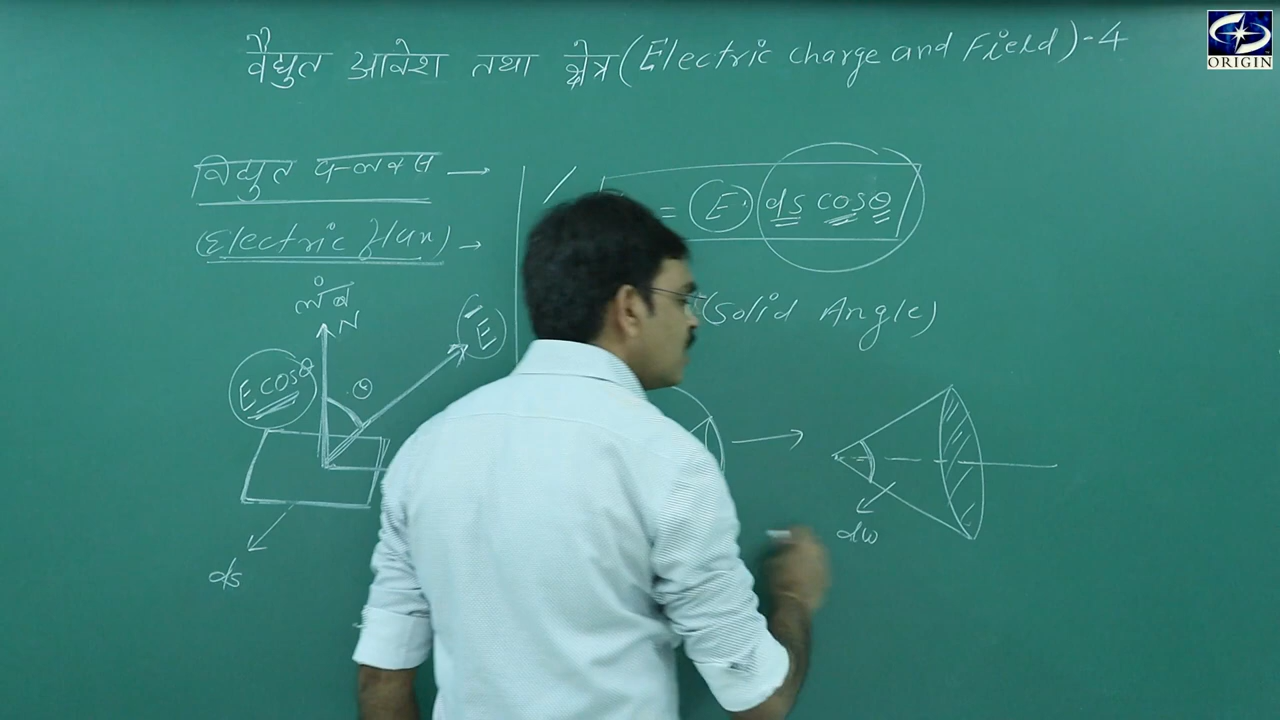 वैद्युत आवेश तथा क्षेत्र (Electric charge and Field)-4
ORIGIN
विद्युत फ्लक्स →
(Electric flux) →
= E ds cosθ
(Solid Angle)
लंब
N
E
E cosθ
θ
dω
ds